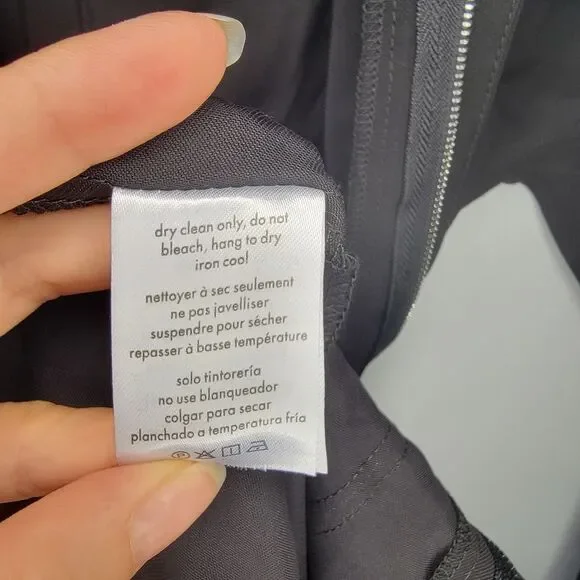 dry clean only, do not
bleach, hang to dry
iron cool
nettoyer à sec seulement
ne pas javelliser
suspendre pour sécher
repasser à basse température
solo tintorería
no use blanqueador
colgar para secar
planchado a temperatura fría